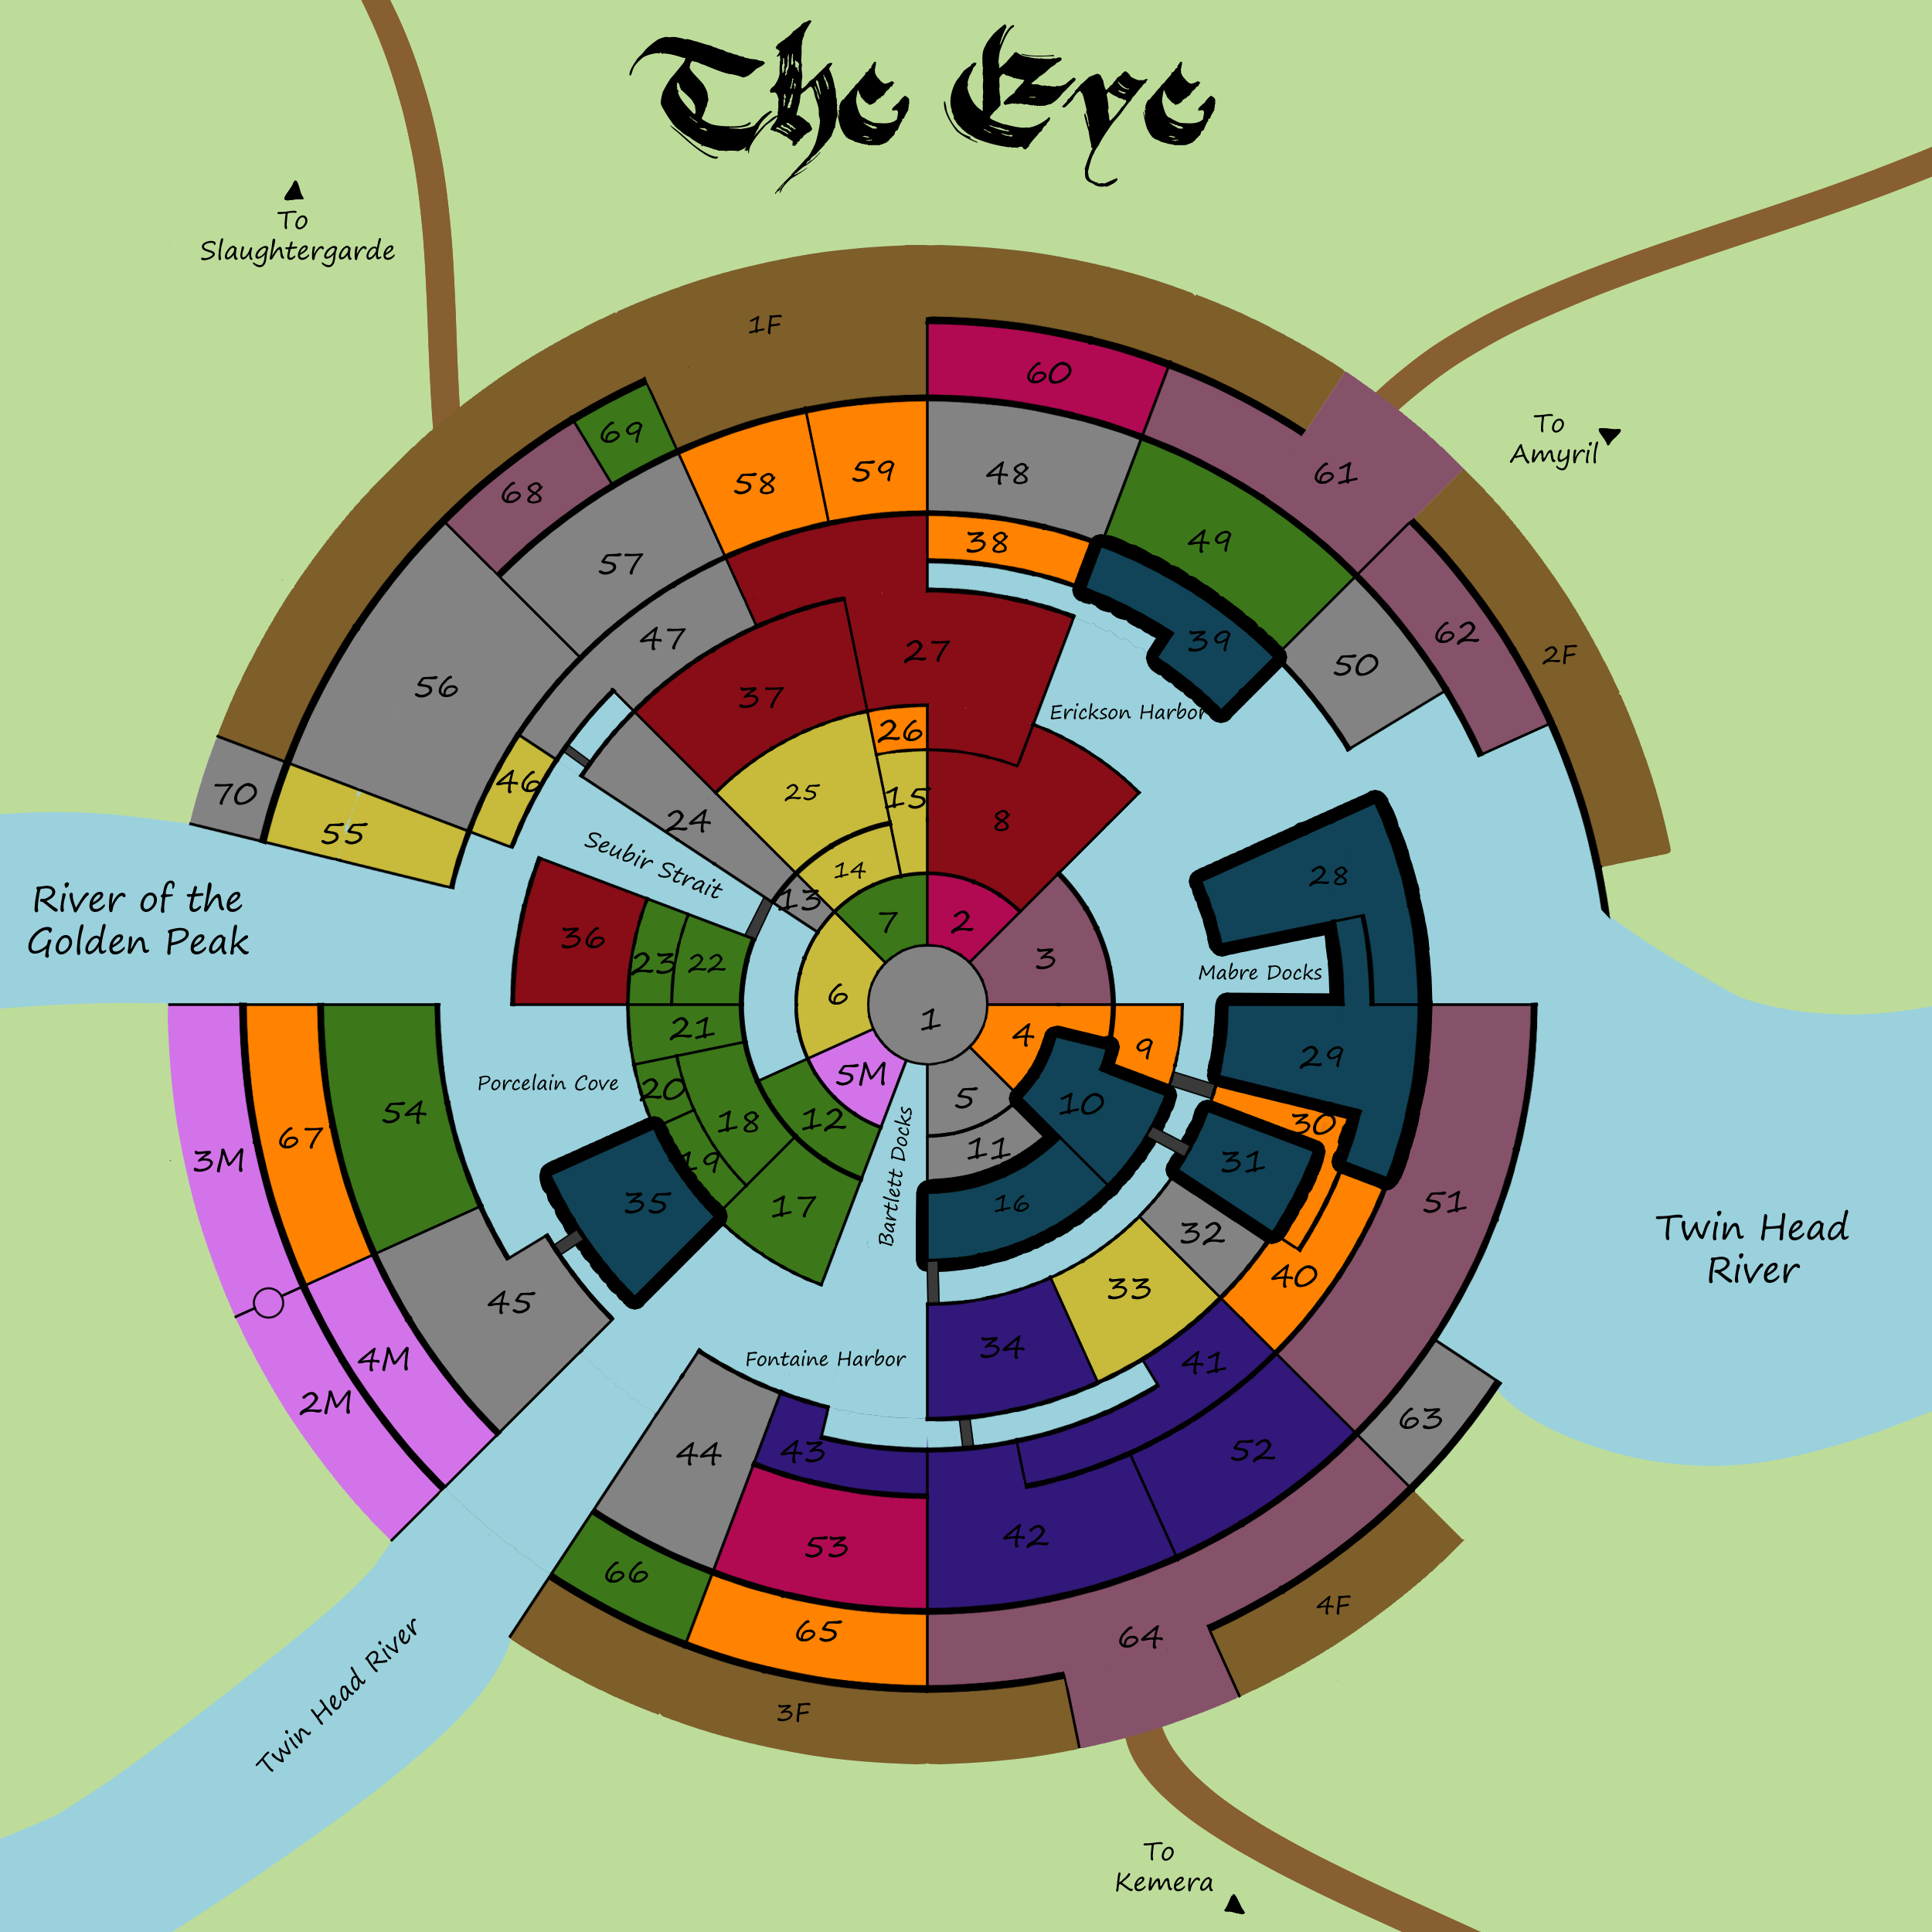 The Eye
To
Slaughtergarde
1F
60
To
Amyril
69
68
58
59
48
61
57
38
49
47
39
62
27
50
2F
56
37
Erickson Harbor
26
70
46
25
15
55
24
8
Seubir Strait
14
28
River of the
Golden Peak
13
7
2
36
23
22
3
Mabre Docks
6
1
21
4
9
29
Porcelain Cove
20
5M
5
10
54
18
12
30
67
3M
19
11
31
Bartlett Docks
35
17
16
51
32
Twin Head
River
45
33
40
4M
Fontaine Harbor
34
41
2M
63
44
43
52
53
42
66
65
64
4F
Twin Head River
3F
To
Kemera